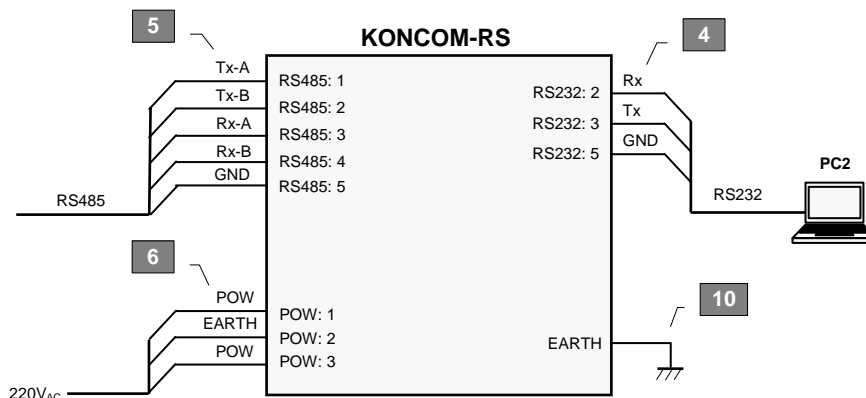 5
KONCOM-RS
4
Tx-A
RS485: 1
Rx
Tx-B
RS485: 2
RS232: 2
Tx
Rx-A
RS485: 3
RS232: 3
GND
Rx-B
RS485: 4
RS232: 5
PC2
GND
RS485: 5
RS485
RS232
6
POW
10
POW: 1
EARTH
POW: 2
EARTH
POW
POW: 3
220VAC